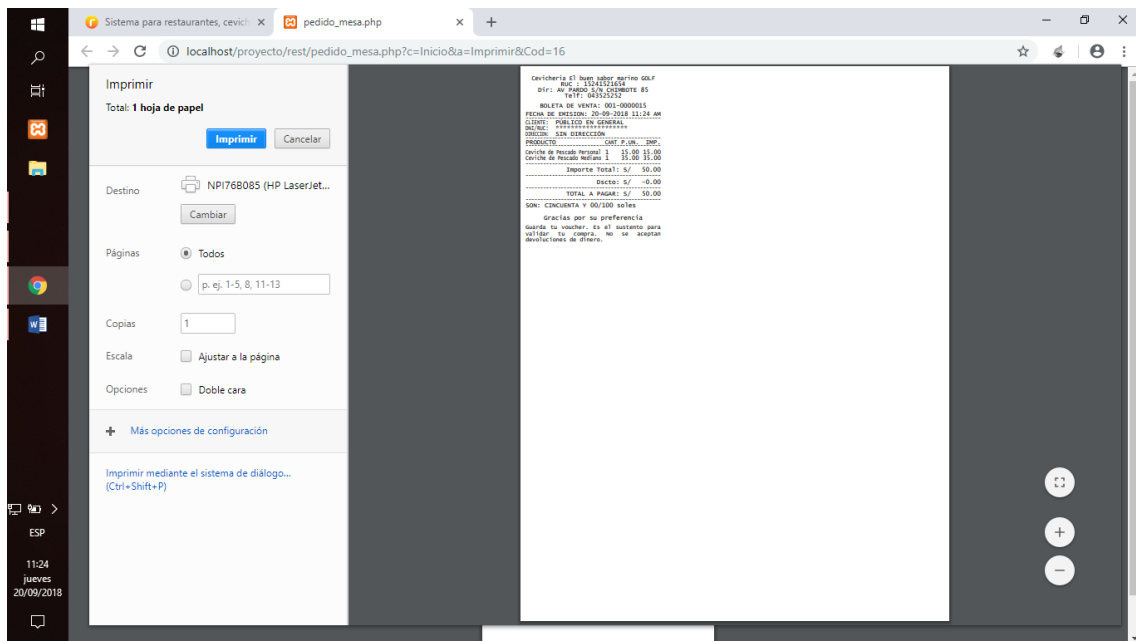 Sistema para restaurantes, cevich
pedido_mesa.php
localhost/proyecto/rest/pedido_mesa.php?c=Inicio&a=Imprimir&Cod=16
Imprimir
Total: 1 hoja de papel
Imprimir Cancelar
Destino NPI76B085 (HP LaserJet...
Cambiar
Páginas Todos
p. ej. 1-5, 8, 11-13
Copias 1
Escala Ajustar a la página
Opciones Doble cara
Más opciones de configuración
Imprimir mediante el sistema de diálogo...
(Ctrl+Shift+P)
Cevicheria El buen sabor marino GOLF
RUC : 15241521654
Dir: AV PARDO S/N CHIMBOTE 85
Telf: 043525252
BOLETA DE VENTA: 001-0000015
FECHA DE EMISION: 20-09-2018 11:24 AM
CLIENTE: PÚBLICO EN GENERAL
DNI/RUC: ******************
DIRECCION: SIN DIRECCIÓN
PRODUCTO CANT P.UN. IMP.
Ceviche de Pescado Personal 1 15.00 15.00
Ceviche de Pescado Mediano 1 35.00 35.00
Importe Total: S/ 50.00
Dscto: S/ -0.00
TOTAL A PAGAR: S/ 50.00
SON: CINCUENTA Y 00/100 soles
Gracias por su preferencia
Guarda tu voucher. Es el sustento para
validar tu compra. No se aceptan
devoluciones de dinero.
ESP
11:24
jueves
20/09/2018